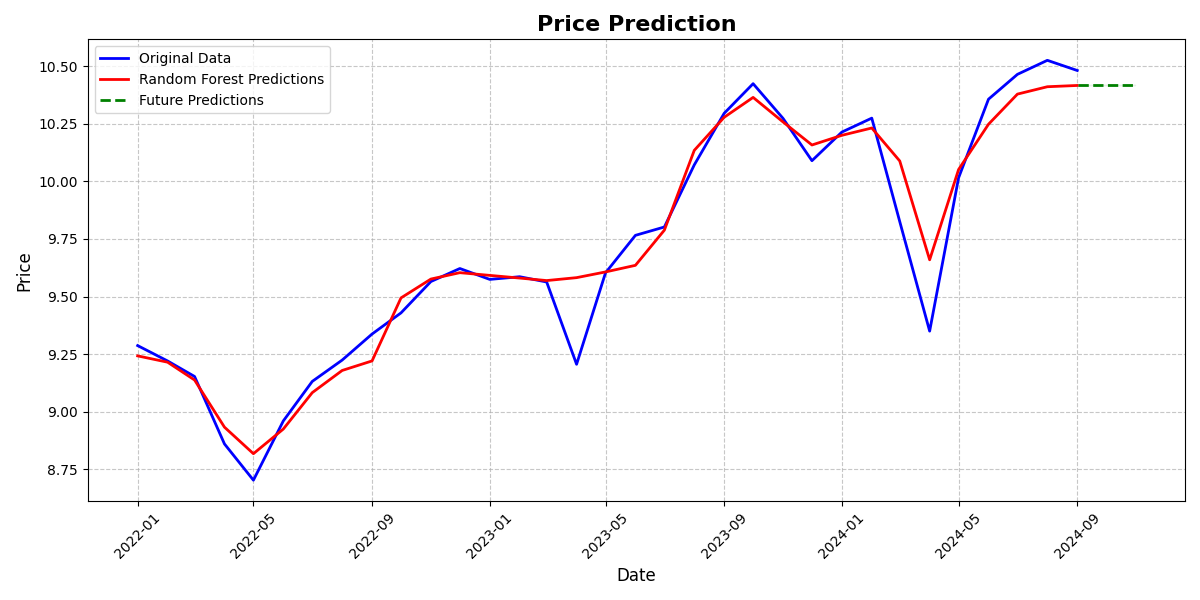 Price Prediction
Original Data
Random Forest Predictions
Future Predictions
10.50
10.25
10.00
9.75
9.50
9.25
9.00
8.75
Price
2022-01
2022-05
2022-09
2023-01
2023-05
2023-09
2024-01
2024-05
2024-09
Date